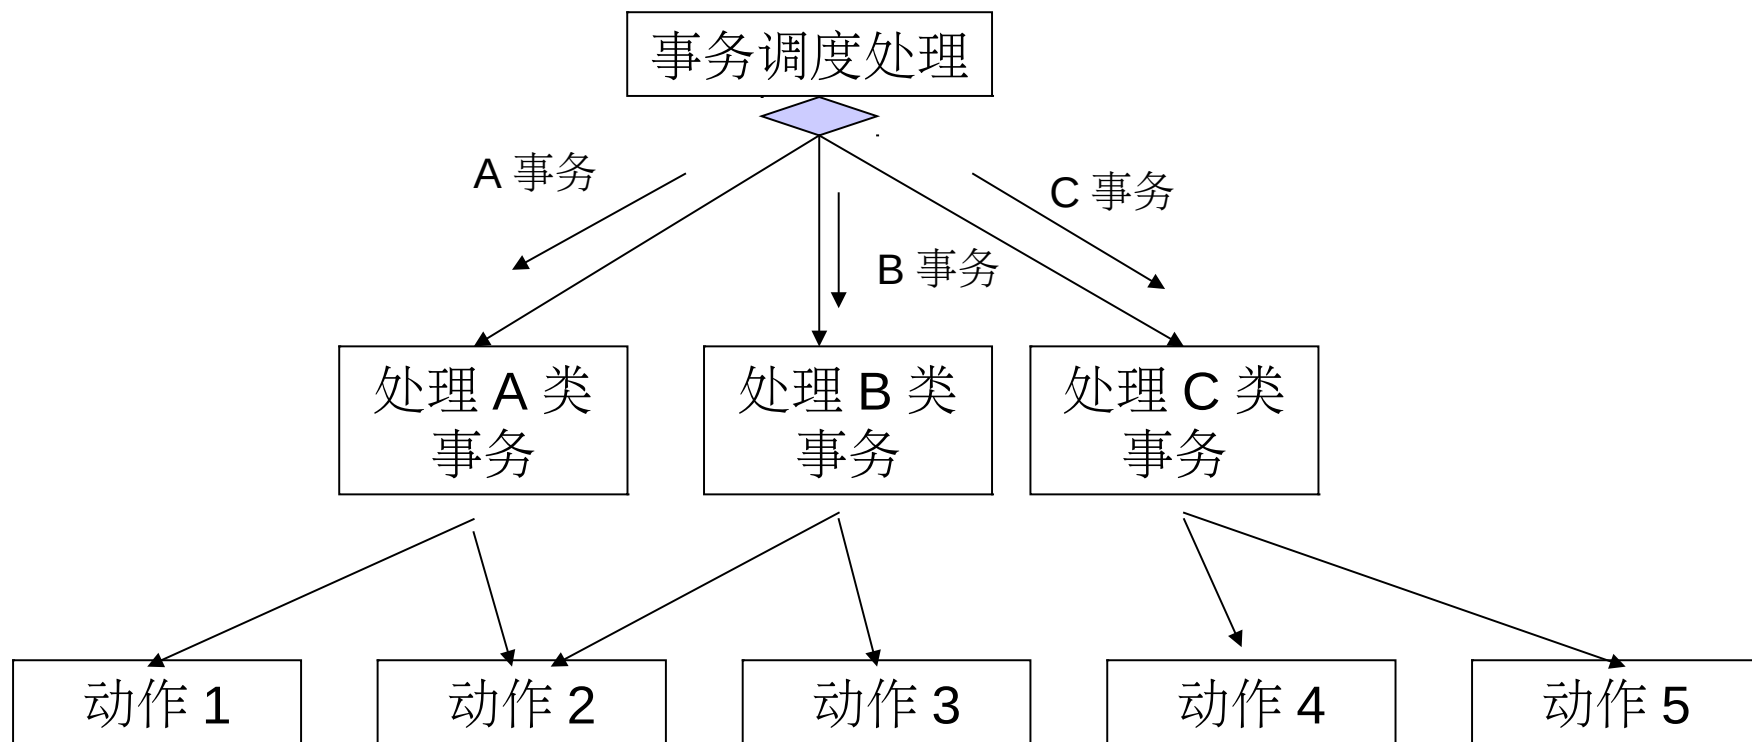 事务调度处理
A 事务
C 事务
B 事务
处理 A 类
事务
处理 B 类
事务
处理 C 类
事务
动作 1
动作 2
动作 3
动作 4
动作 5